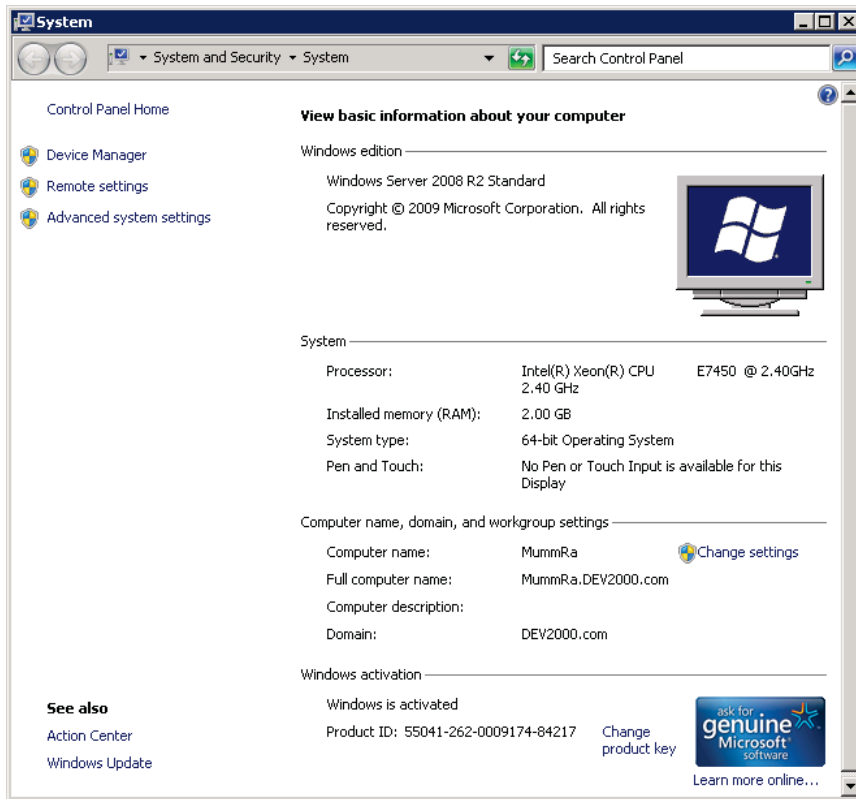 System
System and Security System
Search Control Panel
Control Panel Home
Device Manager
Remote settings
Advanced system settings
View basic information about your computer
Windows edition
Windows Server 2008 R2 Standard
Copyright © 2009 Microsoft Corporation. All rights
reserved.
System
Processor: Intel(R) Xeon(R) CPU E7450 @ 2.40GHz
2.40 GHz
Installed memory (RAM): 2.00 GB
System type: 64-bit Operating System
Pen and Touch: No Pen or Touch Input is available for this
Display
Computer name, domain, and workgroup settings
Computer name: MummRa Change settings
Full computer name: MummRa.DEV2000.com
Computer description:
Domain: DEV2000.com
Windows activation
Windows is activated
Product ID: 55041-262-0009174-84217 Change
product key
ask for
genuine
Microsoft
software
Learn more online...
See also
Action Center
Windows Update